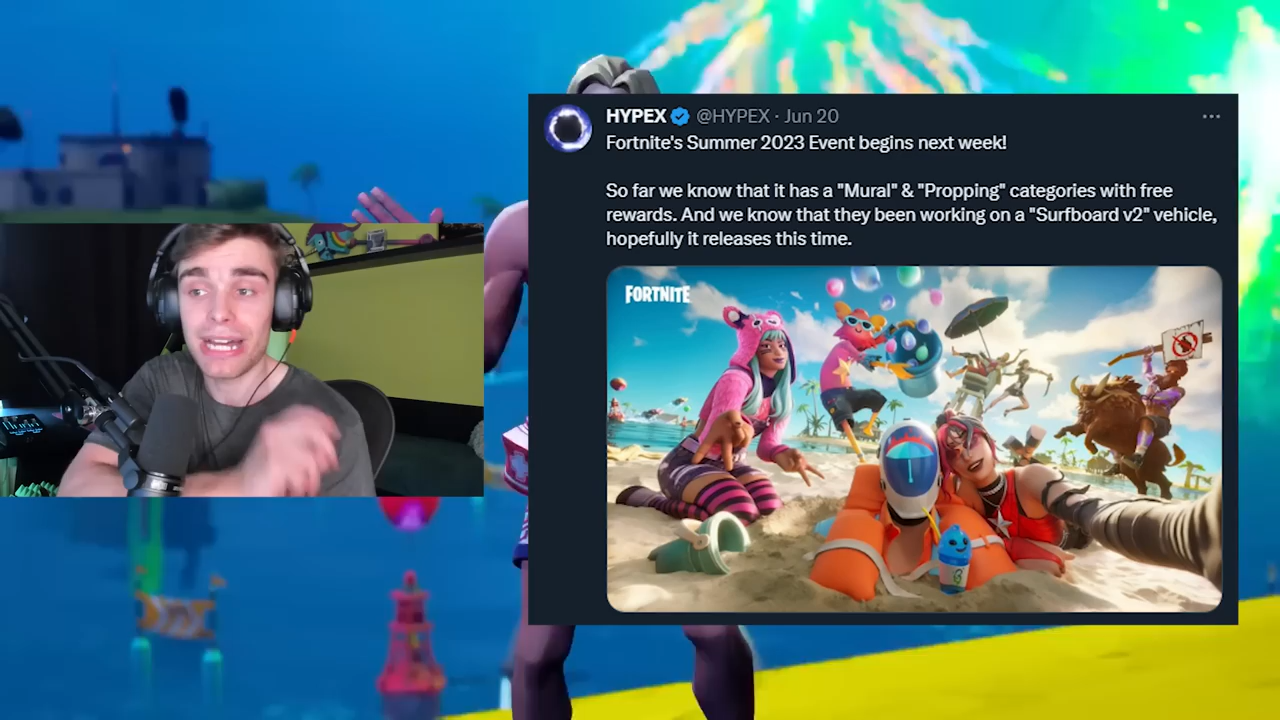 HYPEX @HYPEX · Jun 20
Fortnite's Summer 2023 Event begins next week!
So far we know that it has a "Mural" & "Propping" categories with free
rewards. And we know that they been working on a "Surfboard v2" vehicle,
hopefully it releases this time.
FORTNITE